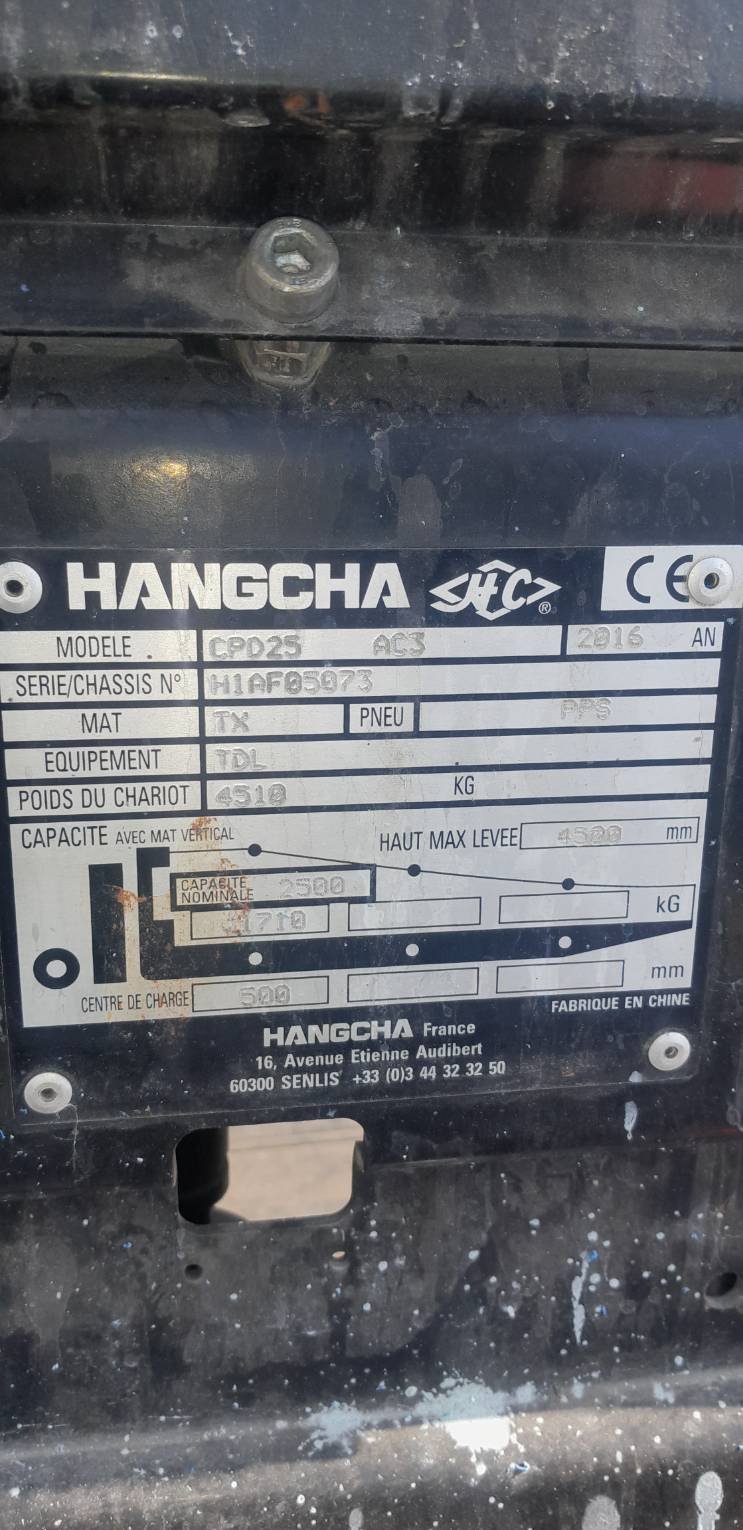 HANGCHA HC® CE
MODELE . CPD25 AC3 2016 AN
SERIE/CHASSIS N° H1AF05073
MAT TX PNEU PPS
EQUIPEMENT TDL
POIDS DU CHARIOT 4510 KG
CAPACITE AVEC MAT VERTICAL HAUT MAX LEVEE 4500 mm
CAPACITE NOMINALE 2500
1710 kG
CENTRE DE CHARGE 500 mm
FABRIQUE EN CHINE
HANGCHA France
16, Avenue Etienne Audibert
60300 SENLIS +33 (0)3 44 32 32 50